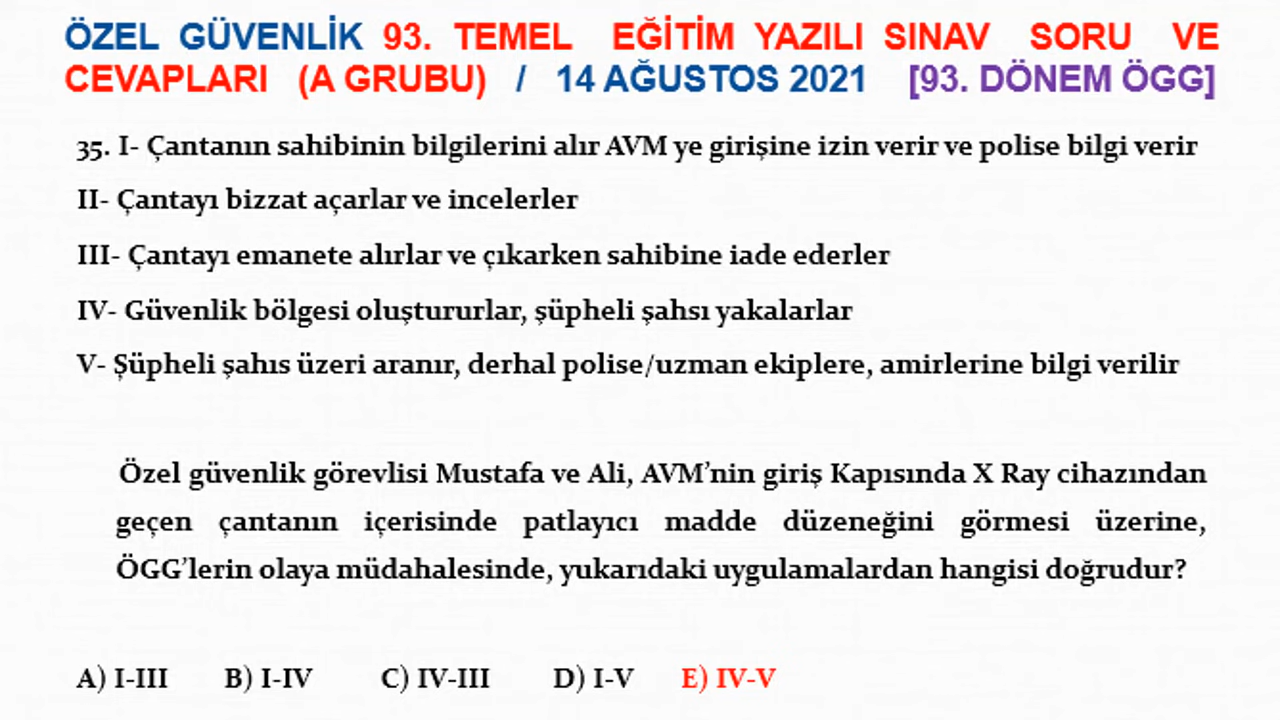 ÖZEL GÜVENLİK 93. TEMEL EĞİTİM YAZILI SINAV SORU VE
CEVAPLARI (A GRUBU) / 14 AĞUSTOS 2021 [93. DÖNEM ÖGG]
35. I- Çantanın sahibinin bilgilerini alır AVM ye girişine izin verir ve polise bilgi verir
II- Çantayı bizzat açarlar ve incelerler
III- Çantayı emanete alırlar ve çıkarken sahibine iade ederler
IV- Güvenlik bölgesi oluştururlar, şüpheli şahsı yakalarlar
V- Şüpheli şahıs üzeri aranır, derhal polise/uzman ekiplere, amirlerine bilgi verilir
Özel güvenlik görevlisi Mustafa ve Ali, AVM’nin giriş Kapısında X Ray cihazından
geçen çantanın içerisinde patlayıcı madde düzeneğini görmesi üzerine,
ÖGG’lerin olaya müdahalesinde, yukarıdaki uygulamalardan hangisi doğrudur?
A) I-III B) I-IV C) IV-III D) I-V E) IV-V